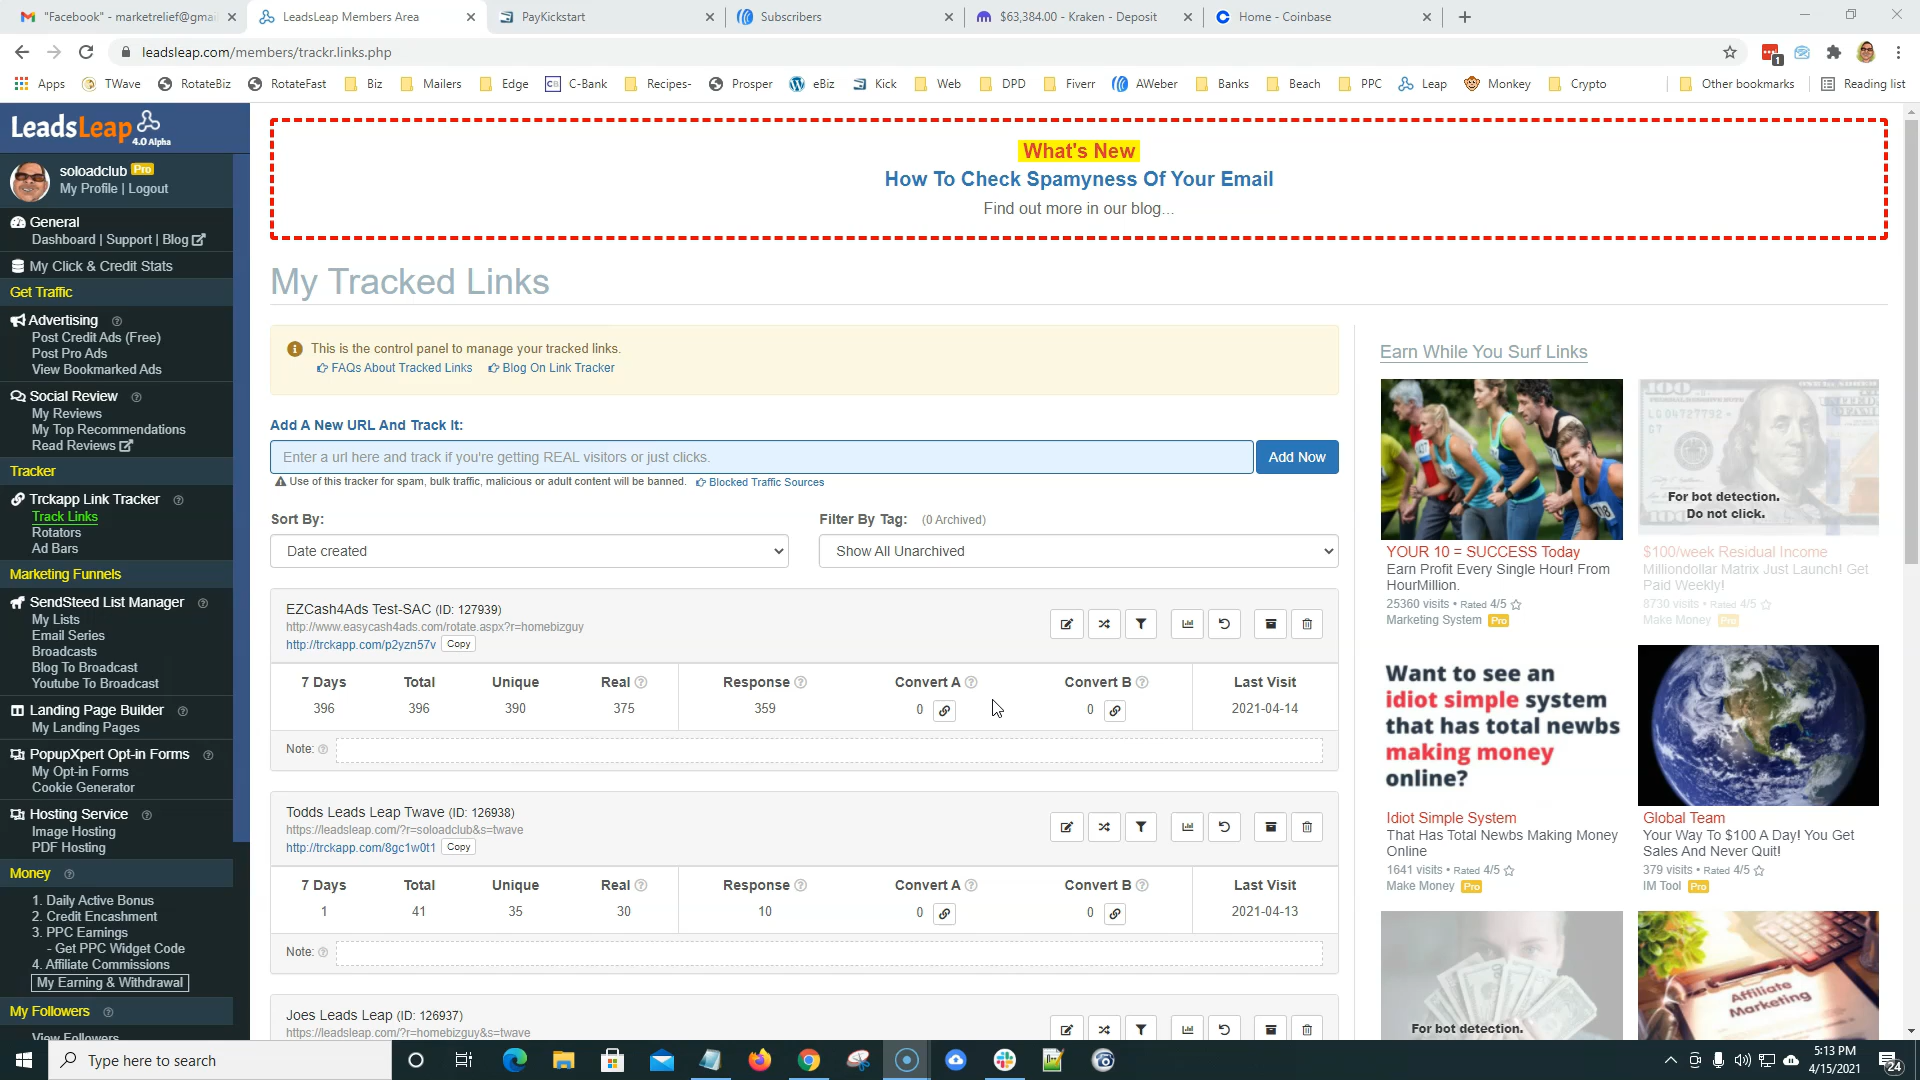 "Facebook" - marketrelief@gmai
LeadsLeap Members Area
PayKickstart
Subscribers
$63,384.00 - Kraken - Deposit
Home - Coinbase
leadsleap.com/members/trackr.links.php
1
Apps
TWave
RotateBiz
RotateFast
Biz
Mailers
Edge
C-Bank
Recipes-
Prosper
eBiz
Kick
Web
DPD
Fiverr
AWeber
Banks
Beach
PPC
Leap
Monkey
Crypto
Other bookmarks
Reading list
LeadsLeap
4.0 Alpha
soloadclub Pro
My Profile | Logout
General
Dashboard | Support | Blog
My Click & Credit Stats
Get Traffic
Advertising
Post Credit Ads (Free)
Post Pro Ads
View Bookmarked Ads
Social Review
My Reviews
My Top Recommendations
Read Reviews
Tracker
Trckapp Link Tracker
Track Links
Rotators
Ad Bars
Marketing Funnels
SendSteed List Manager
My Lists
Email Series
Broadcasts
Blog To Broadcast
Youtube To Broadcast
Landing Page Builder
My Landing Pages
PopupXpert Opt-in Forms
My Opt-in Forms
Cookie Generator
Hosting Service
Image Hosting
PDF Hosting
Money
1. Daily Active Bonus
2. Credit Encashment
3. PPC Earnings
- Get PPC Widget Code
4. Affiliate Commissions
My Earning & Withdrawal
My Followers
View Followers
What's New
How To Check Spamyness Of Your Email
Find out more in our blog...
My Tracked Links
This is the control panel to manage your tracked links.
FAQs About Tracked Links
Blog On Link Tracker
Add A New URL And Track It:
Enter a url here and track if you're getting REAL visitors or just clicks.
Add Now
Use of this tracker for spam, bulk traffic, malicious or adult content will be banned.
Blocked Traffic Sources
Sort By:
Date created
Filter By Tag: (0 Archived)
Show All Unarchived
EZCash4Ads Test-SAC (ID: 127939)
http://www.easycash4ads.com/rotate.aspx?r=homebizguy
http://trckapp.com/p2yzn57v Copy
7 Days Total Unique Real Response Convert A Convert B Last Visit
396 396 390 375 359 0 0 2021-04-14
Note:
Todds Leads Leap Twave (ID: 126938)
https://leadsleap.com/?r=soloadclub&s=twave
http://trckapp.com/8gc1w0t1 Copy
7 Days Total Unique Real Response Convert A Convert B Last Visit
1 41 35 30 10 0 0 2021-04-13
Note:
Joes Leads Leap (ID: 126937)
https://leadsleap.com/?r=homebizguy&s=twave
Earn While You Surf Links
YOUR 10 = SUCCESS Today
Earn Profit Every Single Hour! From
HourMillion.
25360 visits • Rated 4/5
Marketing System Pro
For bot detection.
Do not click.
$100/week Residual Income
Milliondollar Matrix Just Launch! Get
Paid Weekly!
8730 visits • Rated 4/5
Make Money Pro
Want to see an
idiot simple system
that has total newbs
making money
online?
Idiot Simple System
That Has Total Newbs Making Money
Online
1641 visits • Rated 4/5
Make Money Pro
Global Team
Your Way To $100 A Day! You Get
Sales And Never Quit!
379 visits • Rated 4/5
IM Tool Pro
For bot detection.
Affiliate
Marketing
Type here to search
5:13 PM
4/15/2021
24